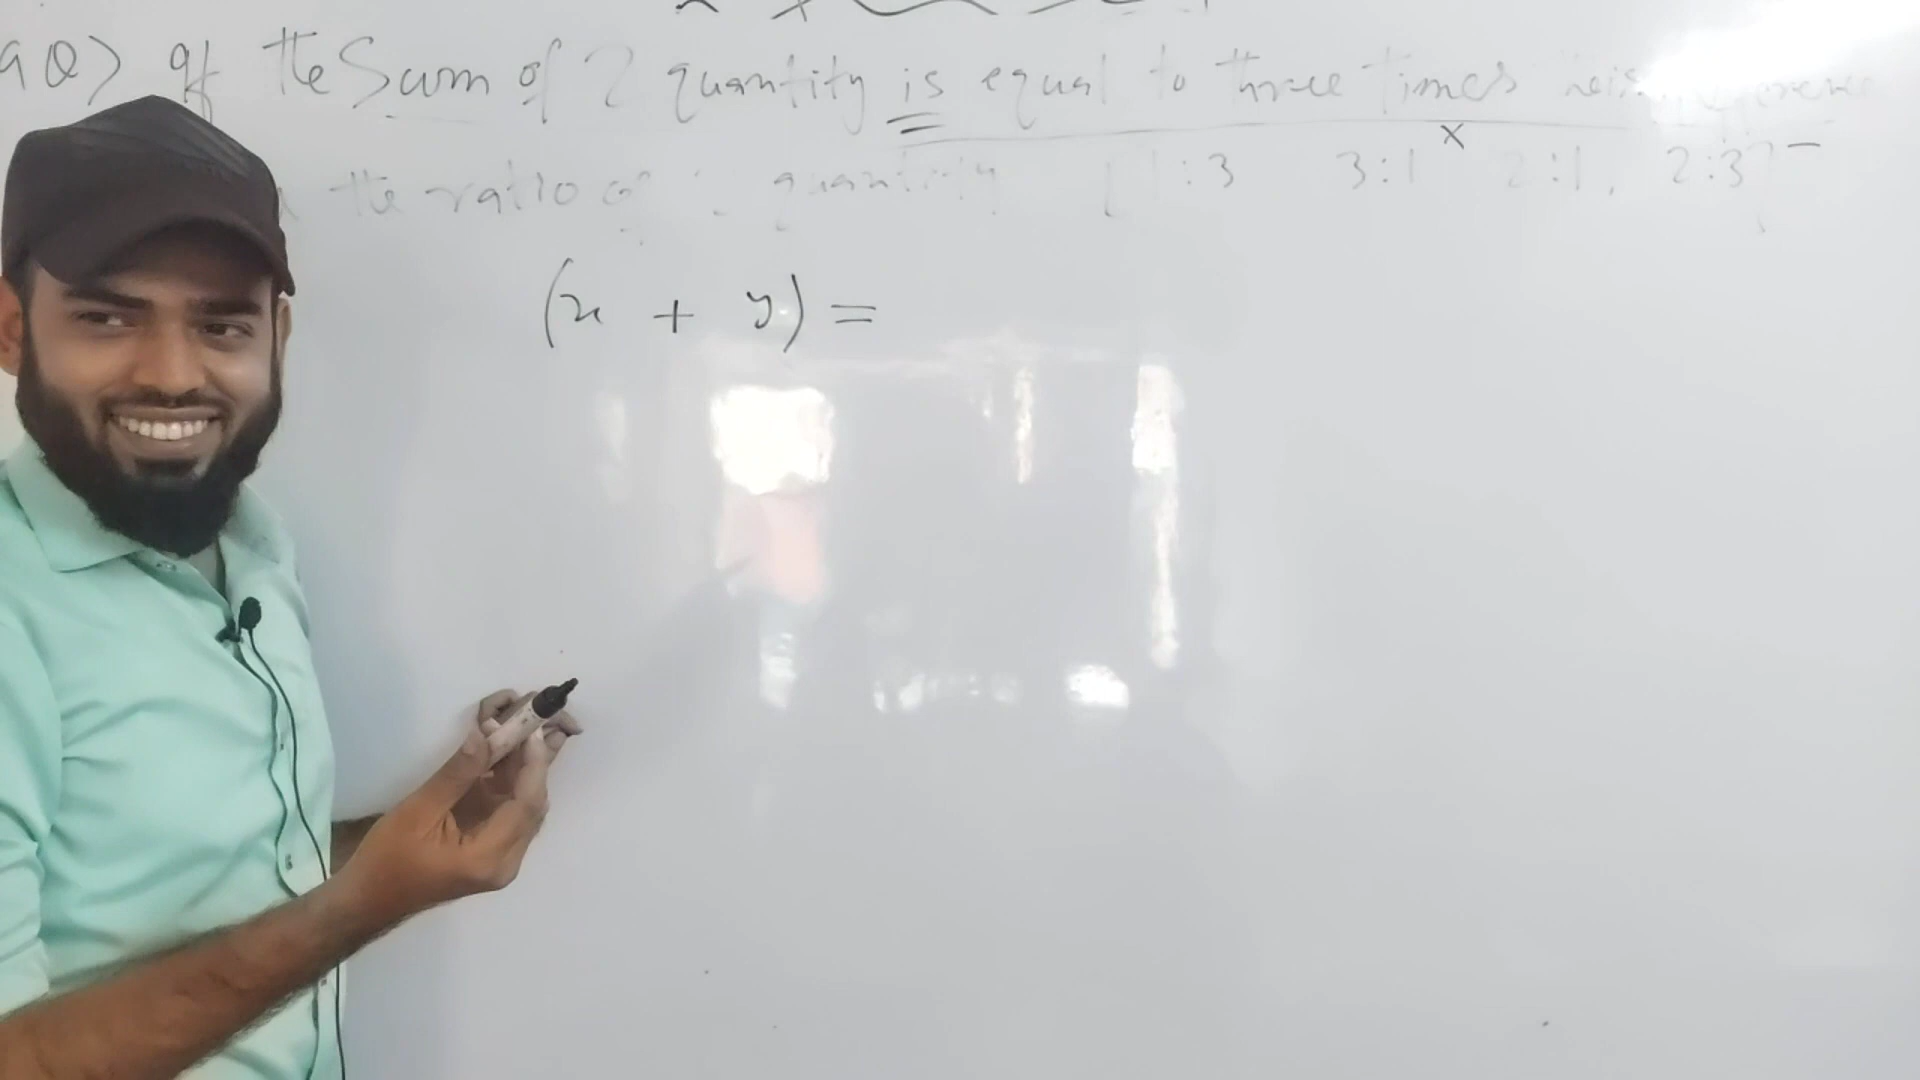 Q> If the Sum of 2 quantity is equal to three times
the ratio of quantity [1:3 3:1 2:1, 2:3]
(x + y) =